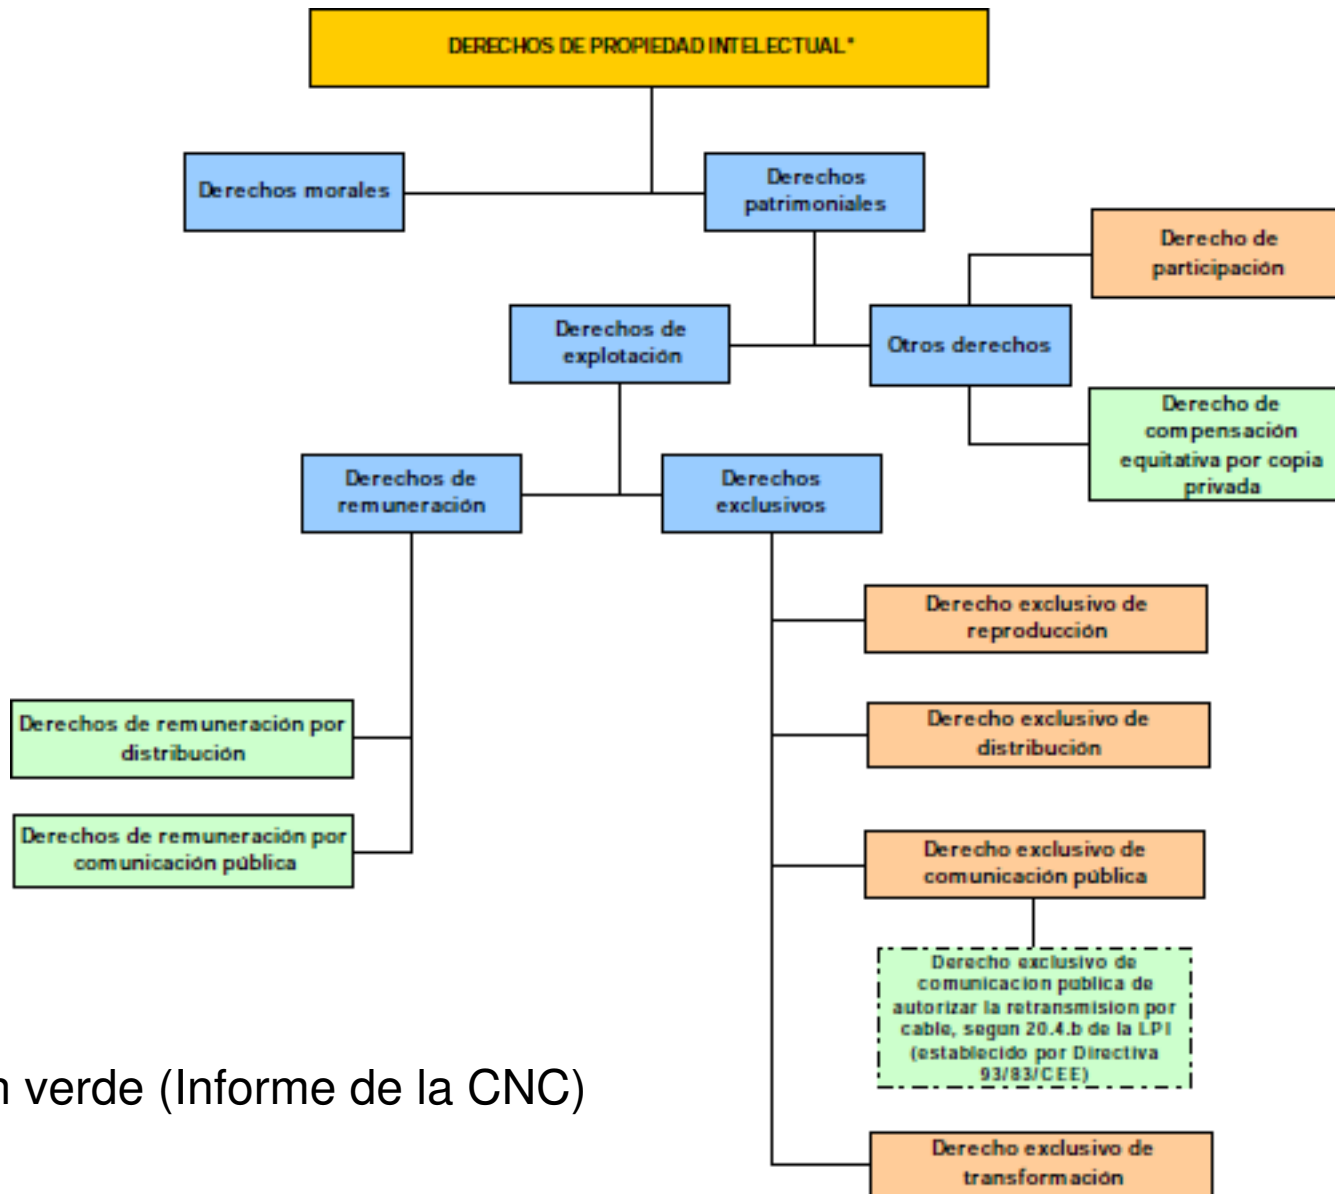 DERECHOS DE PROPIEDAD INTELECTUAL*
Derechos morales
Derechos
patrimoniales
Derecho de
participación
Derechos de
explotación
Otros derechos
Derecho de
compensación
equitativa por copia
privada
Derechos de
remuneración
Derechos
exclusivos
Derecho exclusivo de
reproducción
Derechos de remuneración por
distribución
Derecho exclusivo de
distribución
Derechos de remuneración por
comunicación pública
Derecho exclusivo de
comunicación pública
Derecho exclusivo de
comunicacion publica de
autorizar la retransmision por
cable, segun 20.4.b de la LPI
(establecido por Directiva
93/83/CEE)
verde (Informe de la CNC)
Derecho exclusivo de
transformación